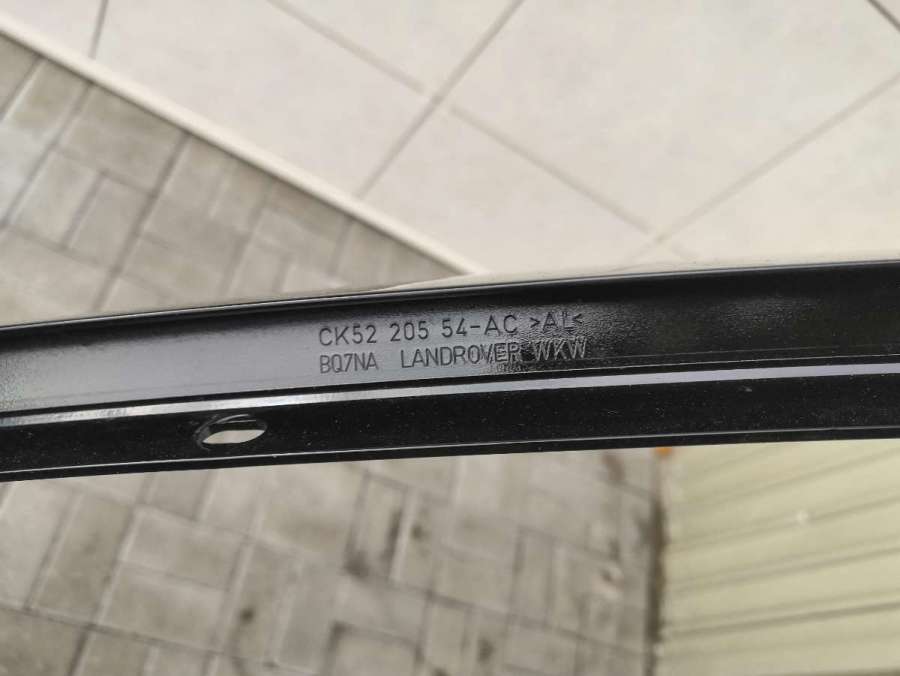 CK52 205 54-AC >AL<
BQ7NA LANDROVER WKW